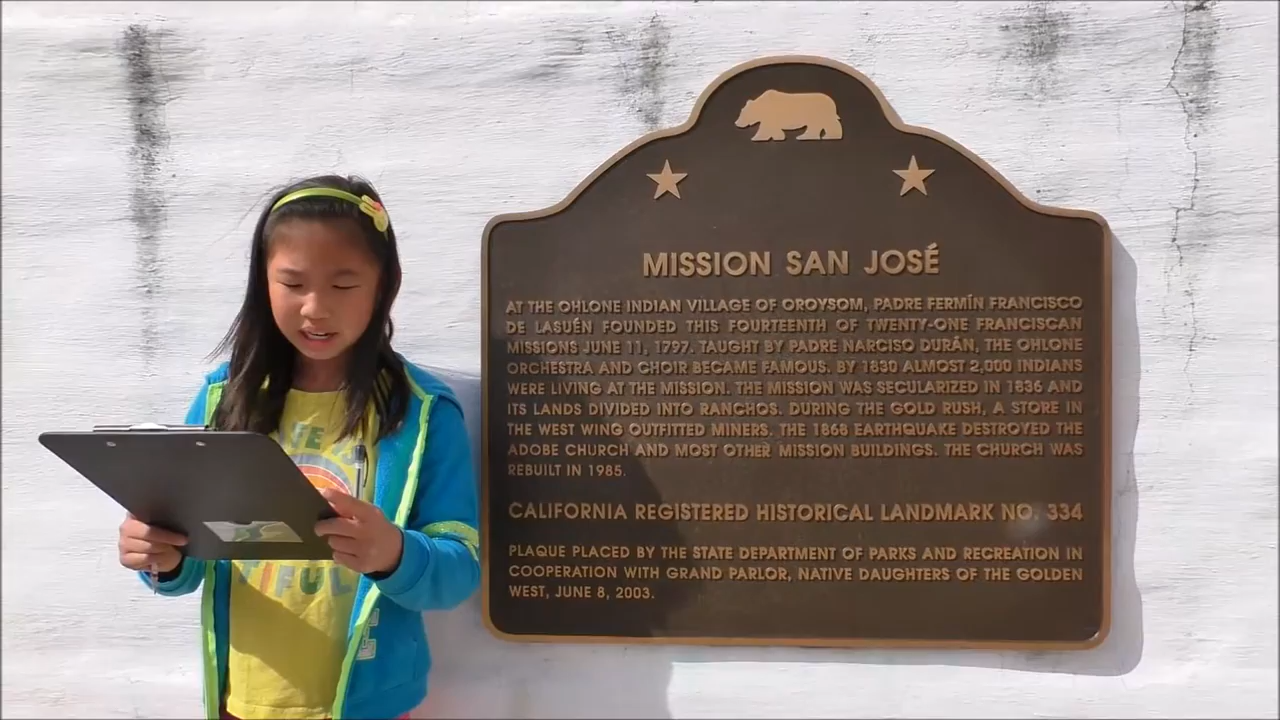 MISSION SAN JOSÉ
AT THE OHLONE INDIAN VILLAGE OF OROYSOM, PADRE FERMÍN FRANCISCO
DE LASUÉN FOUNDED THIS FOURTEENTH OF TWENTY-ONE FRANCISCAN
MISSIONS JUNE 11, 1797. TAUGHT BY PADRE NARCISO DURÁN, THE OHLONE
ORCHESTRA AND CHOIR BECAME FAMOUS. BY 1830 ALMOST 2,000 INDIANS
WERE LIVING AT THE MISSION. THE MISSION WAS SECULARIZED IN 1836 AND
ITS LANDS DIVIDED INTO RANCHOS. DURING THE GOLD RUSH, A STORE IN
THE WEST WING OUTFITTED MINERS. THE 1868 EARTHQUAKE DESTROYED THE
ADOBE CHURCH AND MOST OTHER MISSION BUILDINGS. THE CHURCH WAS
REBUILT IN 1985.
CALIFORNIA REGISTERED HISTORICAL LANDMARK NO. 334
PLAQUE PLACED BY THE STATE DEPARTMENT OF PARKS AND RECREATION IN
COOPERATION WITH GRAND PARLOR, NATIVE DAUGHTERS OF THE GOLDEN
WEST, JUNE 8, 2003.